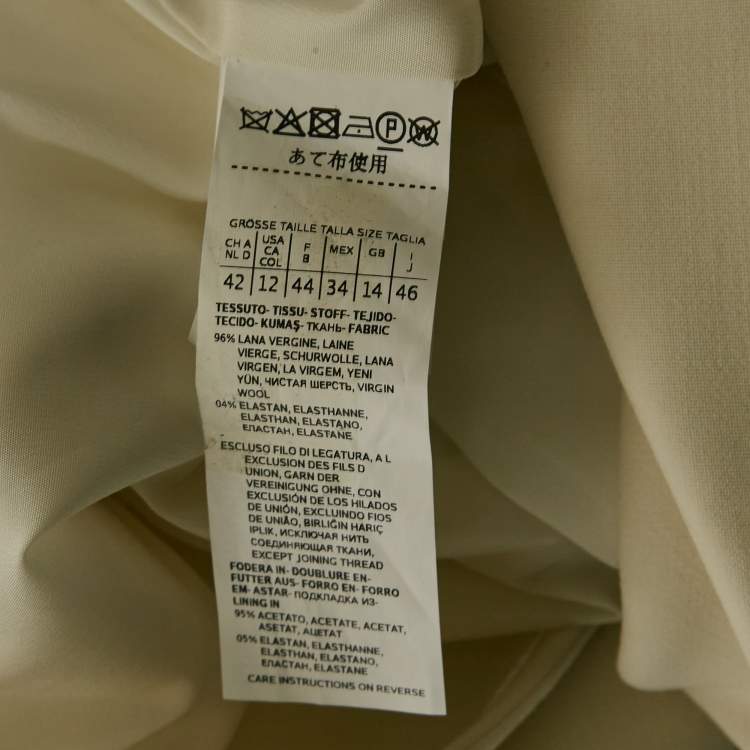 P W
あて布使用
GRÖSSE TAILLE TALLA SIZE TAGLIA
CH A NL D | USA CA COL | F B | MEX | GB | I J
42 | 12 | 44 | 34 | 14 | 46
TESSUTO- TISSU- STOFF- TEJIDO-
TECIDO- KUMAŞ- ТКАНЬ- FABRIC
96% LANA VERGINE, LAINE
VIERGE, SCHURWOLLE, LANA
VIRGEN, LA VIRGEM, YENI
YÜN, ЧИСТАЯ ШЕРСТЬ, VIRGIN
WOOL
04% ELASTAN, ELASTHANNE,
ELASTHAN, ELASTANO,
ЕЛАСТАН, ELASTANE
ESCLUSO FILO DI LEGATURA, A L
EXCLUSION DES FILS D
UNION, GARN DER
VEREINIGUNG OHNE, CON
EXCLUSIÓN DE LOS HILADOS
DE UNIÓN, EXCLUINDO FIOS
DE UNIÃO, BIRLIĞIN HARIÇ
IPLIK, ИСКЛЮЧАЯ НИТЬ
СОЕДИНЯЮЩАЯ ТКАНИ,
EXCEPT JOINING THREAD
FODERA IN- DOUBLURE EN-
FUTTER AUS- FORRO EN- FORRO
EM- ASTAR- ПОДКЛАДКА ИЗ-
LINING IN
95% ACETATO, ACETATE, ACETAT,
ASETAT, АЦЕТАТ
05% ELASTAN, ELASTHANNE,
ELASTHAN, ELASTANO,
ЕЛАСТАН, ELASTANE
CARE INSTRUCTIONS ON REVERSE